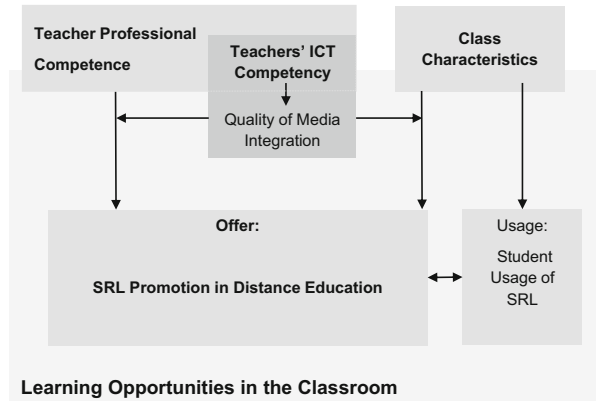 Teacher Professional
Competence
Teachers’ ICT
Competency
Quality of Media
Integration
Class
Characteristics
Offer:
SRL Promotion in Distance Education
Usage:
Student
Usage of
SRL
Learning Opportunities in the Classroom